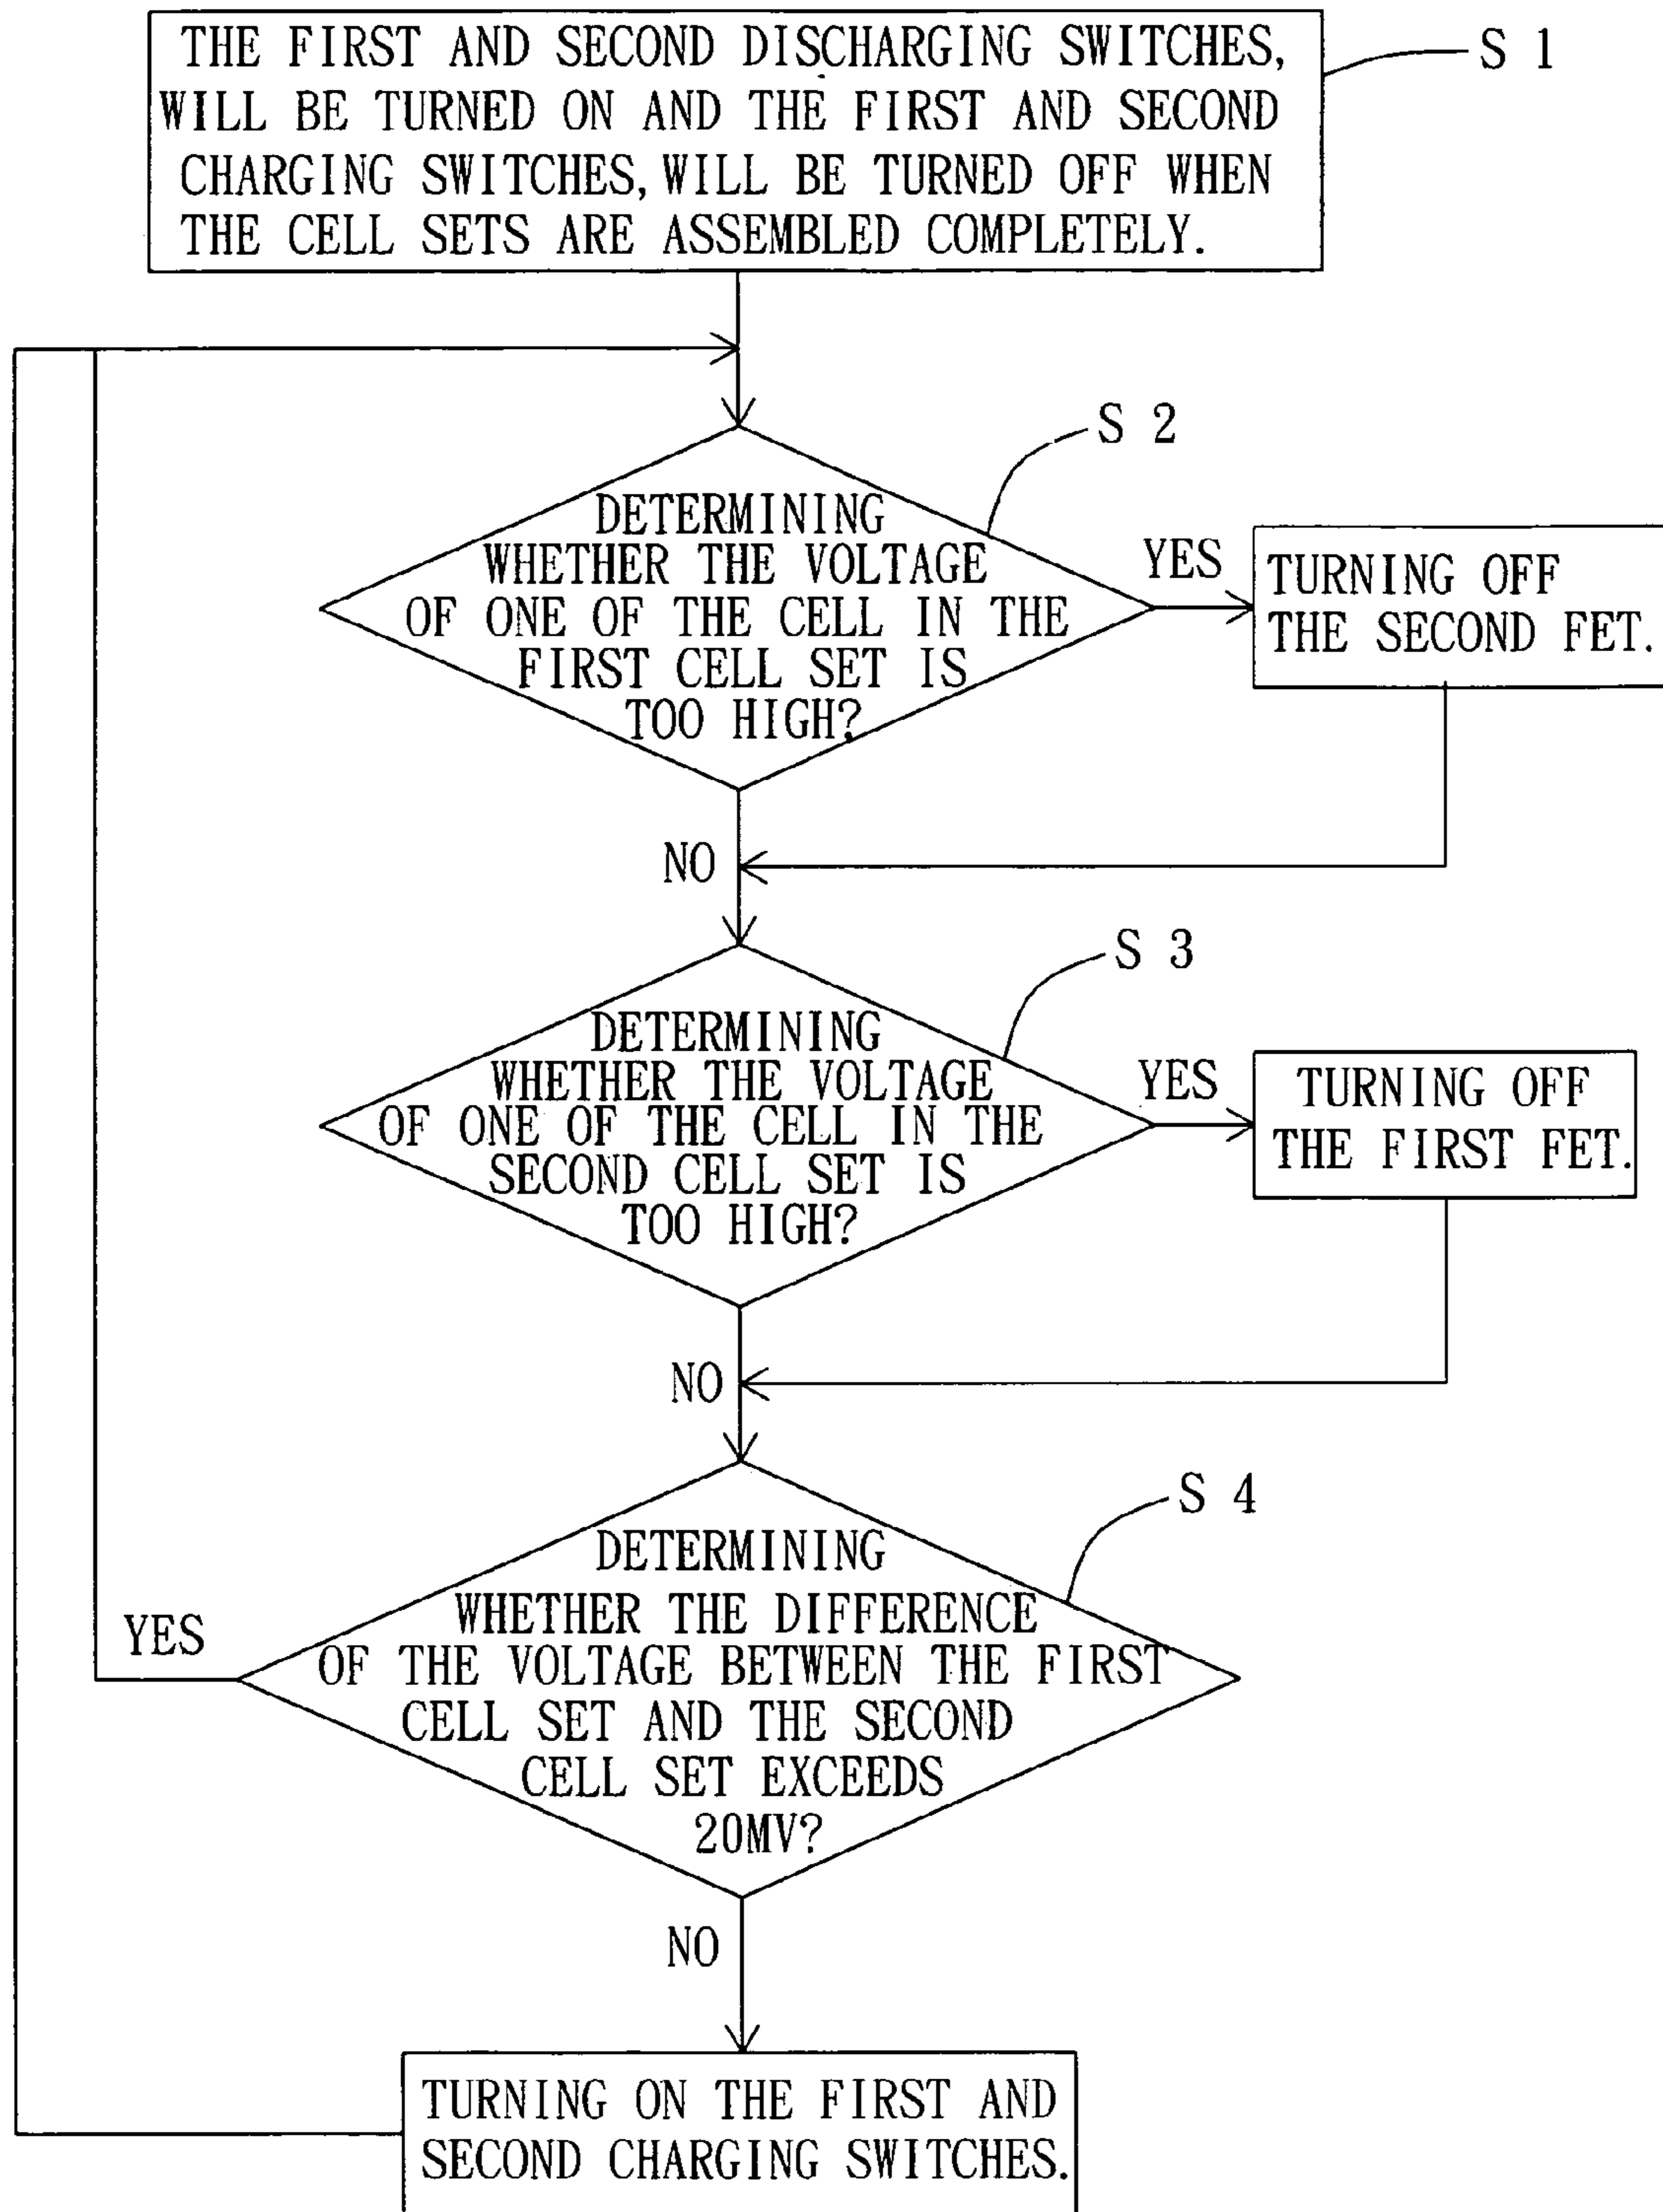 THE FIRST AND SECOND DISCHARGING SWITCHES,
WILL BE TURNED ON AND THE FIRST AND SECOND
CHARGING SWITCHES, WILL BE TURNED OFF WHEN
THE CELL SETS ARE ASSEMBLED COMPLETELY.
S 1
S 2
DETERMINING
WHETHER THE VOLTAGE
OF ONE OF THE CELL IN THE
FIRST CELL SET IS
TOO HIGH?
YES
TURNING OFF
THE SECOND FET.
NO
S 3
DETERMINING
WHETHER THE VOLTAGE
OF ONE OF THE CELL IN THE
SECOND CELL SET IS
TOO HIGH?
YES
TURNING OFF
THE FIRST FET.
NO
S 4
DETERMINING
WHETHER THE DIFFERENCE
OF THE VOLTAGE BETWEEN THE FIRST
CELL SET AND THE SECOND
CELL SET EXCEEDS
20MV?
YES
NO
TURNING ON THE FIRST AND
SECOND CHARGING SWITCHES.